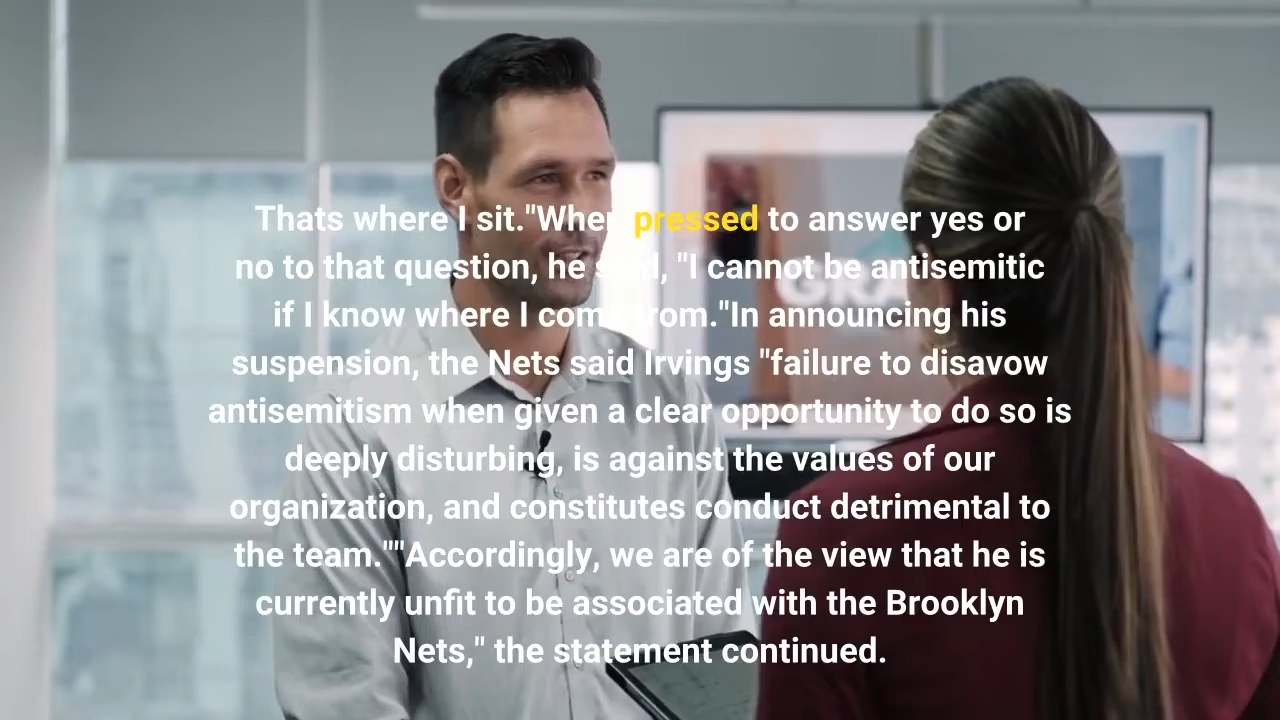 Thats where I sit."When pressed to answer yes or
no to that question, he said, "I cannot be antisemitic
if I know where I come from."In announcing his
suspension, the Nets said Irvings "failure to disavow
antisemitism when given a clear opportunity to do so is
deeply disturbing, is against the values of our
organization, and constitutes conduct detrimental to
the team.""Accordingly, we are of the view that he is
currently unfit to be associated with the Brooklyn
Nets," the statement continued.